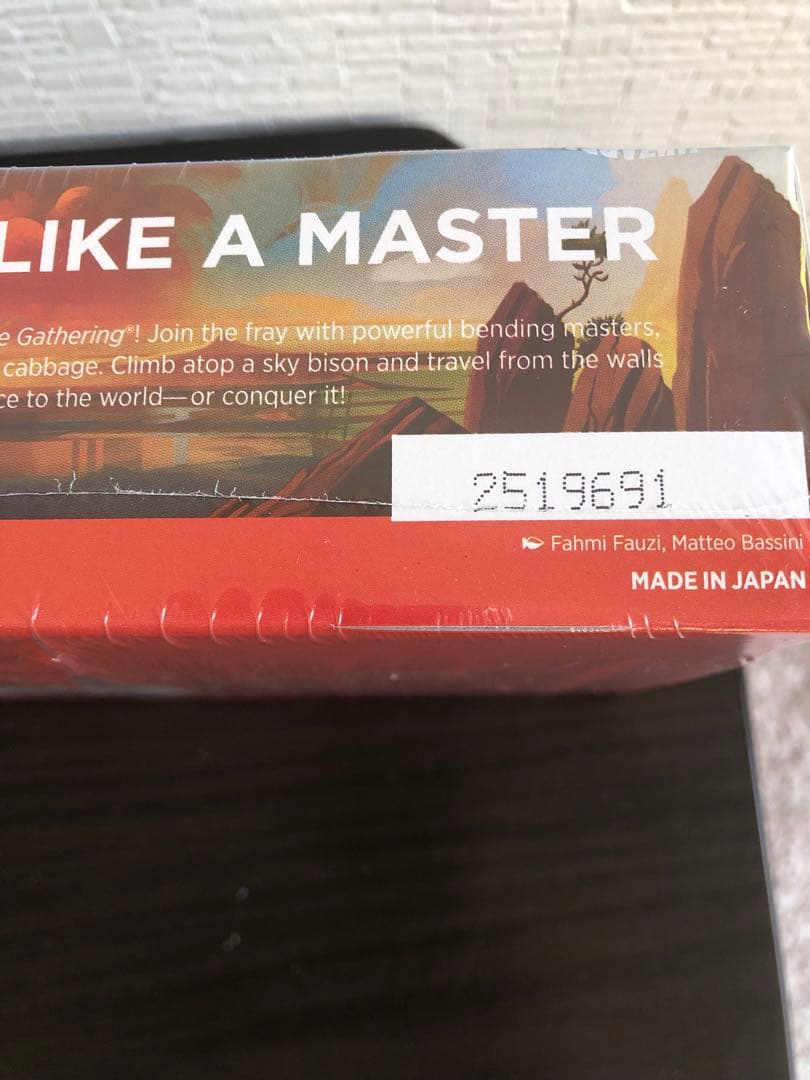 LIKE A MASTER
e Gathering®! Join the fray with powerful bending masters,
cabbage. Climb atop a sky bison and travel from the walls
ce to the world—or conquer it!
2519691
Fahmi Fauzi, Matteo Bassini
MADE IN JAPAN